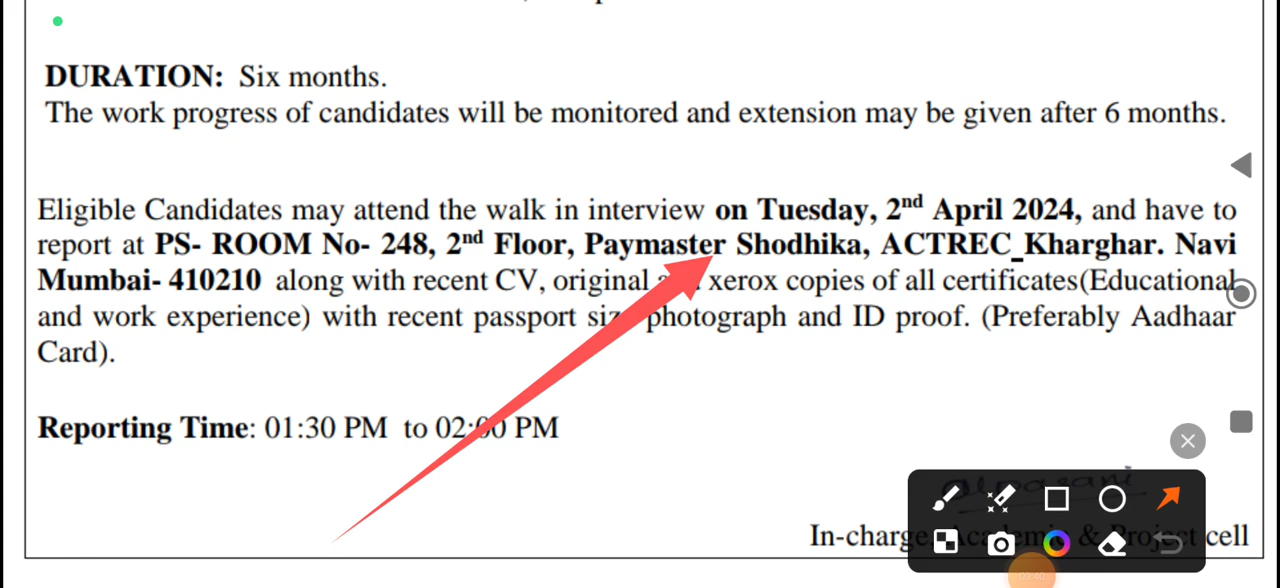 DURATION: Six months.
The work progress of candidates will be monitored and extension may be given after 6 months.
Eligible Candidates may attend the walk in interview on Tuesday, 2nd April 2024, and have to
report at PS- ROOM No- 248, 2nd Floor, Paymaster Shodhika, ACTREC_Kharghar. Navi
Mumbai- 410210 along with recent CV, original xerox copies of all certificates(Educational
and work experience) with recent passport size photograph and ID proof. (Preferably Aadhaar
Card).
Reporting Time: 01:30 PM to 02:00 PM
In-charge, Academic & Project cell